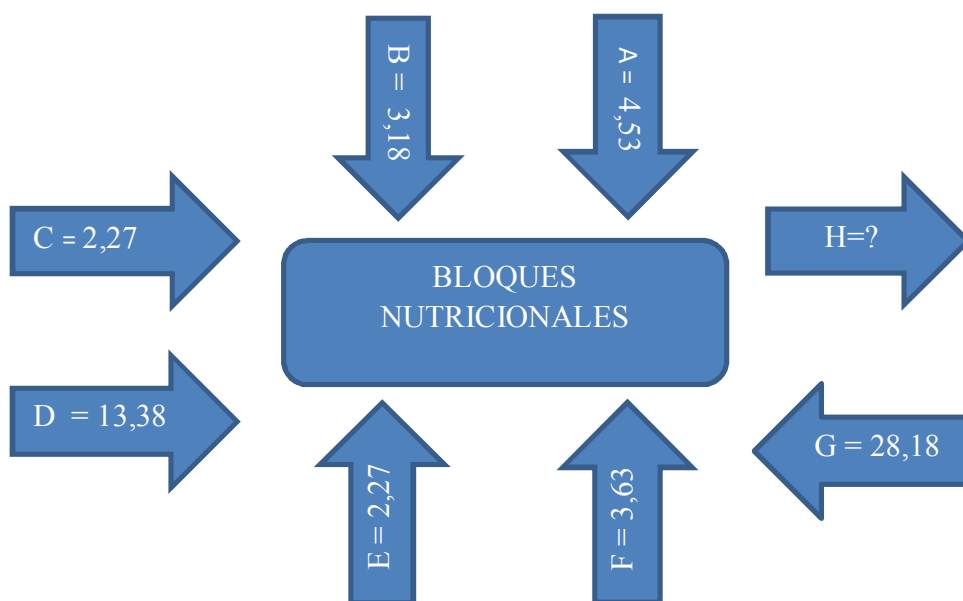 B = 3,18
A = 4,53
C = 2,27
H=?
BLOQUES
NUTRICIONALES
D = 13,38
G = 28,18
E = 2,27
F = 3,63